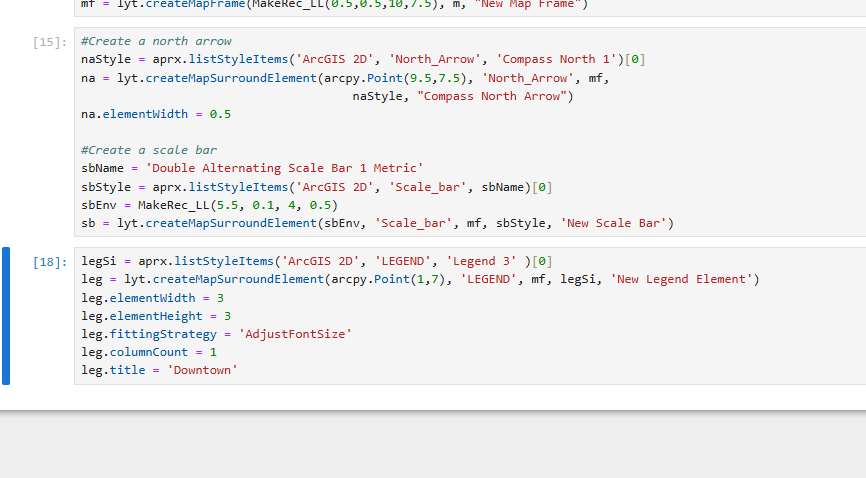 mf = lyt.createMapFrame(MakeRec_LL(0.5,0.5,10,7.5), m, "New Map Frame")
[15]: #Create a north arrow
naStyle = aprx.listStyleItems('ArcGIS 2D', 'North_Arrow', 'Compass North 1')[0]
na = lyt.createMapSurroundElement(arcpy.Point(9.5,7.5), 'North_Arrow', mf,
naStyle, "Compass North Arrow")
na.elementWidth = 0.5
#Create a scale bar
sbName = 'Double Alternating Scale Bar 1 Metric'
sbStyle = aprx.listStyleItems('ArcGIS 2D', 'Scale_bar', sbName)[0]
sbEnv = MakeRec_LL(5.5, 0.1, 4, 0.5)
sb = lyt.createMapSurroundElement(sbEnv, 'Scale_bar', mf, sbStyle, 'New Scale Bar')
[18]: legSi = aprx.listStyleItems('ArcGIS 2D', 'LEGEND', 'Legend 3' )[0]
leg = lyt.createMapSurroundElement(arcpy.Point(1,7), 'LEGEND', mf, legSi, 'New Legend Element')
leg.elementWidth = 3
leg.elementHeight = 3
leg.fittingStrategy = 'AdjustFontSize'
leg.columnCount = 1
leg.title = 'Downtown'